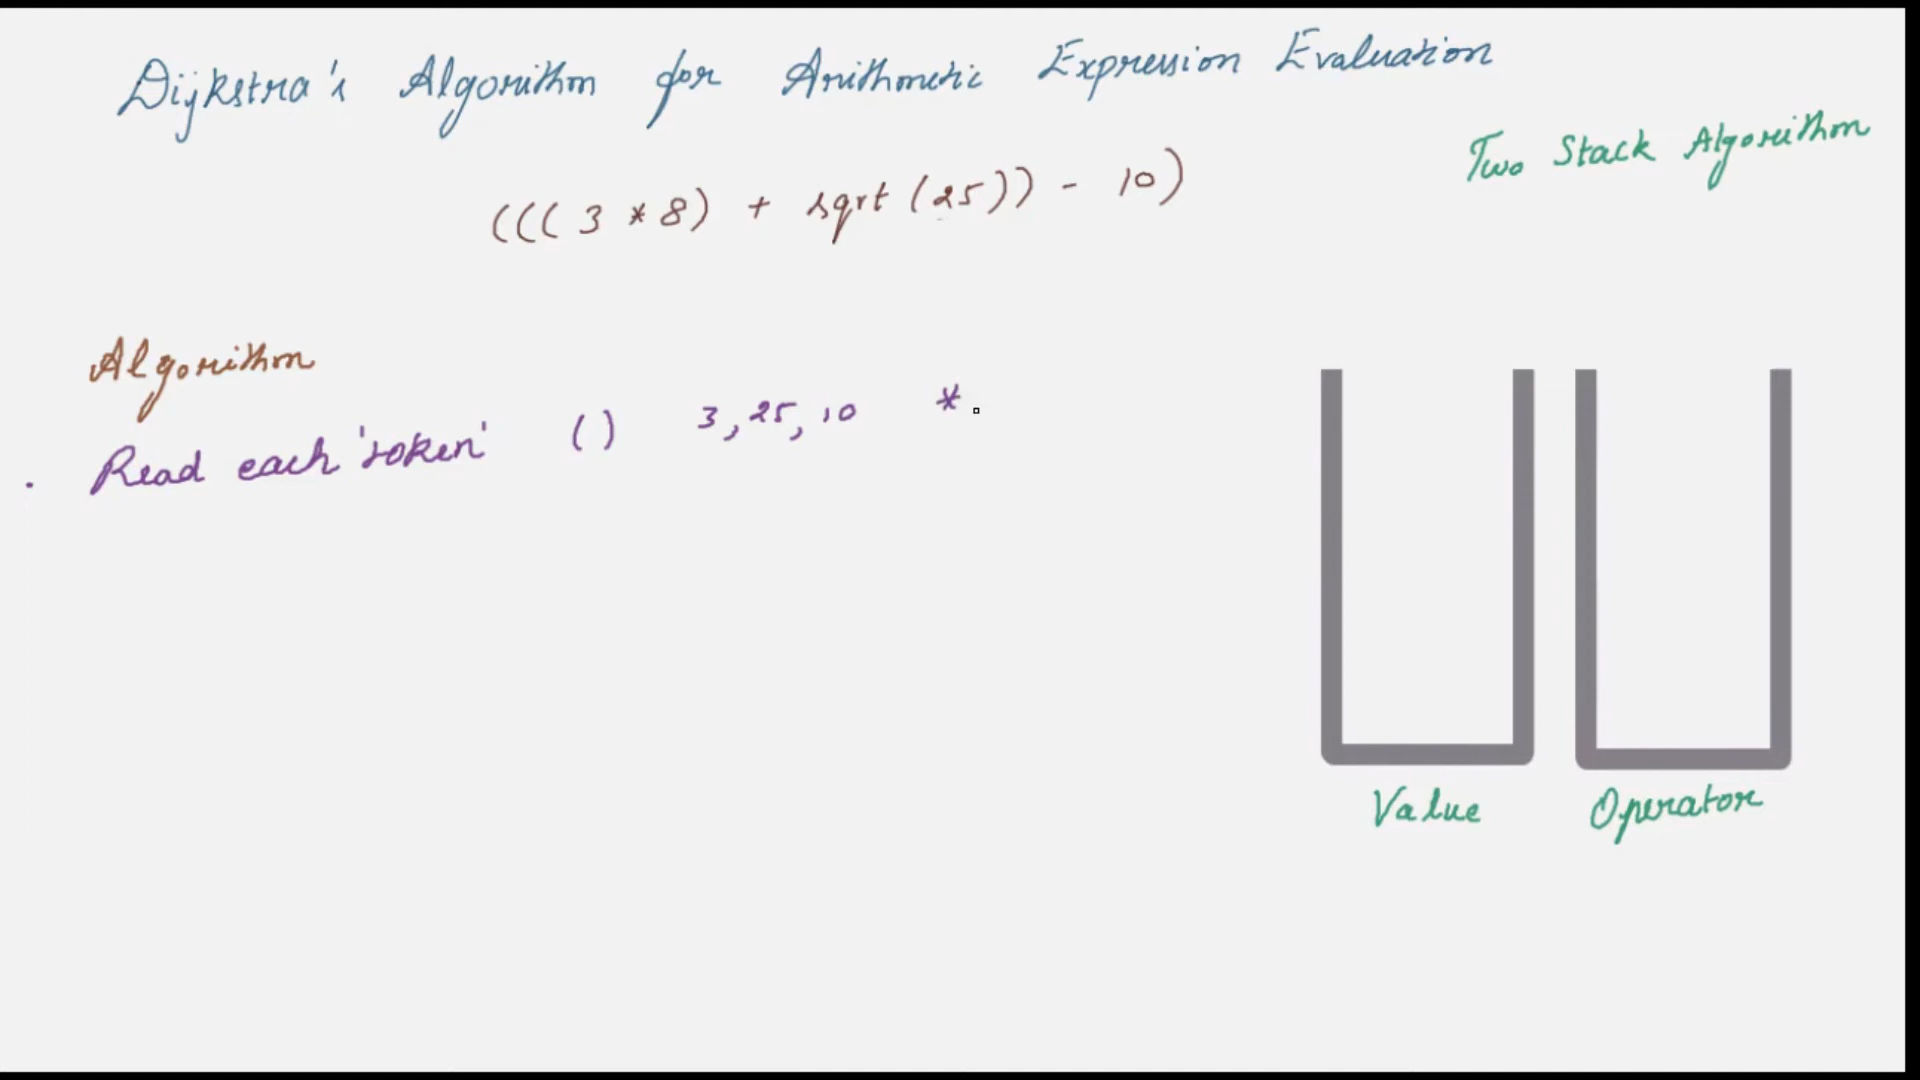 Dijkstra's Algorithm for Arithmetic Expression Evaluation
Two Stack Algorithm
(((3 * 8) + sqrt (25)) - 10)
Algorithm
. Read each 'token' () 3, 25, 10 * .
Value
Operator